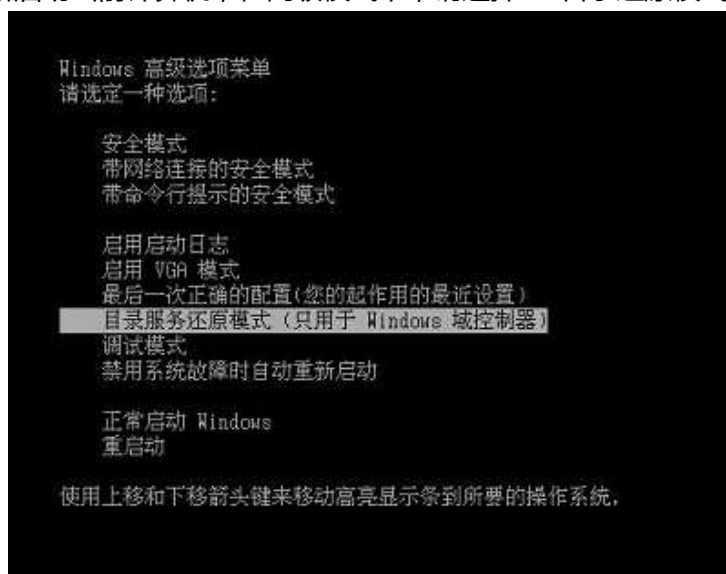 Windows 高级选项菜单
请选定一种选项:
安全模式
带网络连接的安全模式
带命令行提示的安全模式
启用启动日志
启用 VGA 模式
最后一次正确的配置(您的起作用的最近设置)
目录服务还原模式 (只用于 Windows 域控制器)
调试模式
禁用系统故障时自动重新启动
正常启动 Windows
重启动
使用上移和下移箭头键来移动高亮显示条到所要的操作系统.